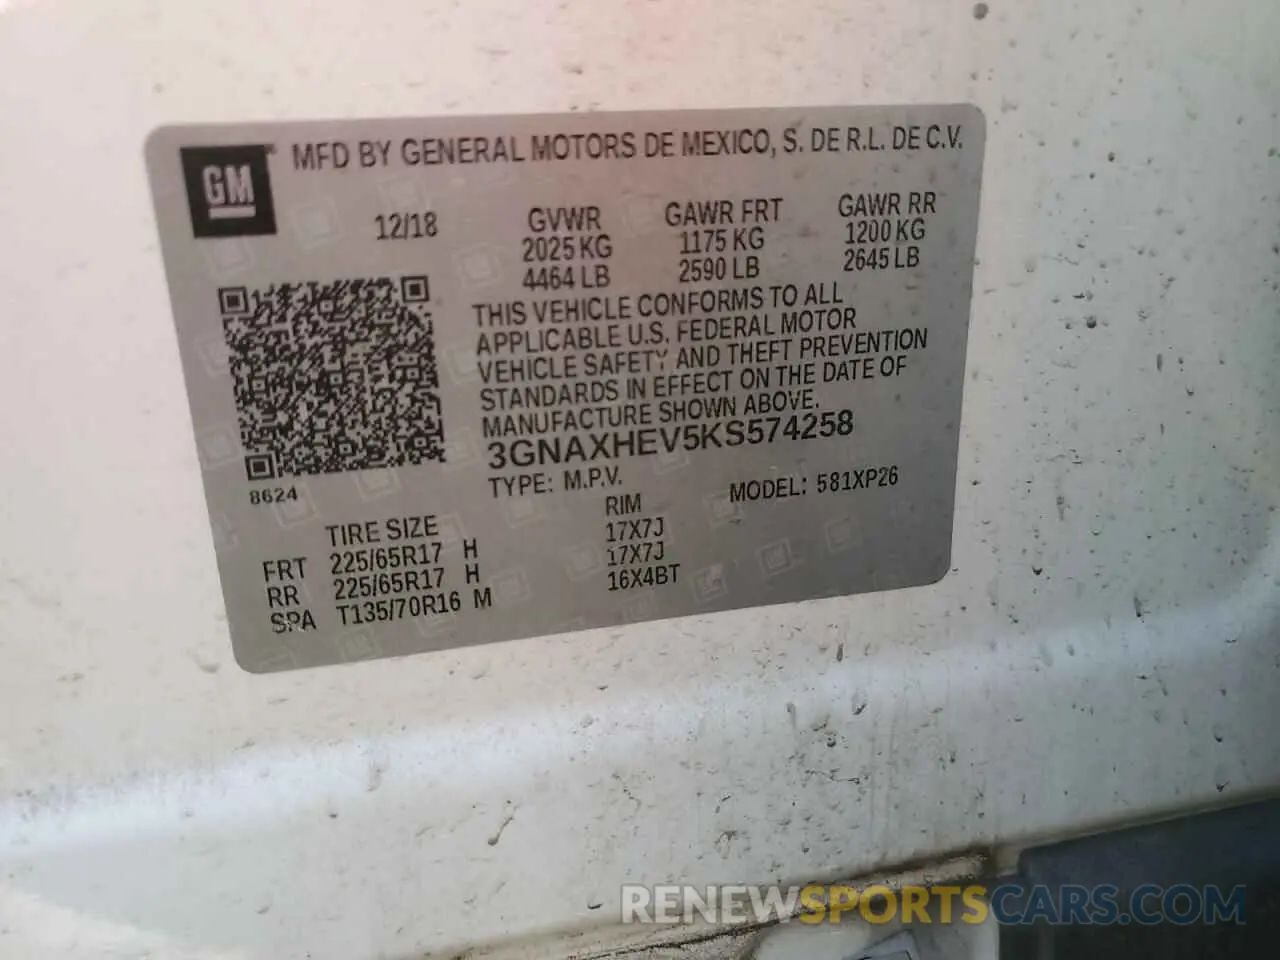 GM
MFD BY GENERAL MOTORS DE MEXICO, S. DE R.L. DE C.V.
12/18 GVWR GAWR FRT GAWR RR
2025 KG 1175 KG 1200 KG
4464 LB 2590 LB 2645 LB
THIS VEHICLE CONFORMS TO ALL
APPLICABLE U.S. FEDERAL MOTOR
VEHICLE SAFETY AND THEFT PREVENTION
STANDARDS IN EFFECT ON THE DATE OF
MANUFACTURE SHOWN ABOVE.
3GNAXHEV5KS574258
8624
TYPE: M.P.V. MODEL: 581XP26
TIRE SIZE RIM
FRT 225/65R17 H 17X7J
RR 225/65R17 H 17X7J
SPA T135/70R16 M 16X4BT
RENEWSPORTSCARS.COM